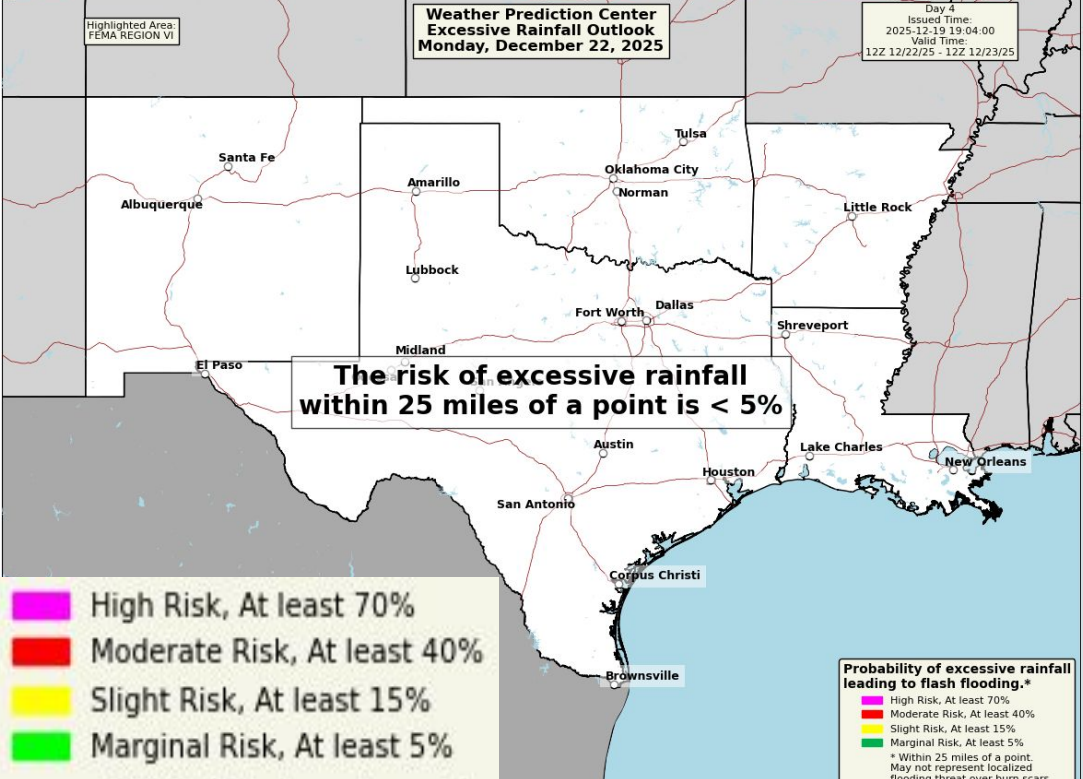 Highlighted Area:
FEMA REGION VI
Weather Prediction Center
Excessive Rainfall Outlook
Monday, December 22, 2025
Day 4
Issued Time:
2025-12-19 19:04:00
Valid Time:
12Z 12/22/25 - 12Z 12/23/25
Tulsa
Santa Fe
Oklahoma City
Amarillo
Norman
Albuquerque
Little Rock
Lubbock
Dallas
Fort Worth
Shreveport
Midland
El Paso
The risk of excessive rainfall
within 25 miles of a point is < 5%
Austin
Lake Charles
New Orleans
Houston
San Antonio
Corpus Christi
Brownsville
High Risk, At least 70%
Moderate Risk, At least 40%
Slight Risk, At least 15%
Marginal Risk, At least 5%
Probability of excessive rainfall
leading to flash flooding.*
High Risk, At least 70%
Moderate Risk, At least 40%
Slight Risk, At least 15%
Marginal Risk, At least 5%
* Within 25 miles of a point.
May not represent localized
flooding threat over burn scars